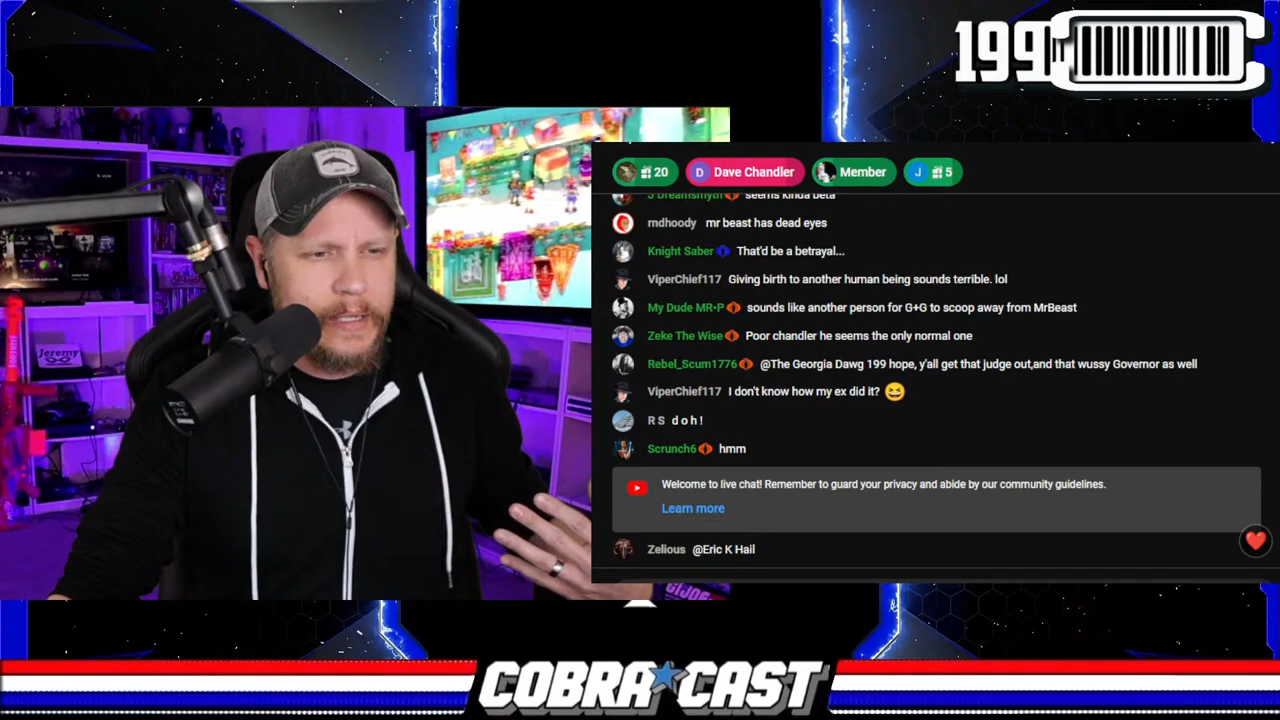 199
20
D Dave Chandler
Member
J 5
J Dreamsmyth seems kinda beta
mdhoody mr beast has dead eyes
Knight Saber That'd be a betrayal...
ViperChief117 Giving birth to another human being sounds terrible. lol
My Dude MR•P sounds like another person for G+G to scoop away from MrBeast
Zeke The Wise Poor chandler he seems the only normal one
Rebel_Scum1776 @The Georgia Dawg 199 hope, y'all get that judge out,and that wussy Governor as well
ViperChief117 I don't know how my ex did it? 😆
R S d o h !
Scrunch6 hmm
Welcome to live chat! Remember to guard your privacy and abide by our community guidelines.
Learn more
Zelious @Eric K Hail
Jeremy
GI JOE
COBRA CAST